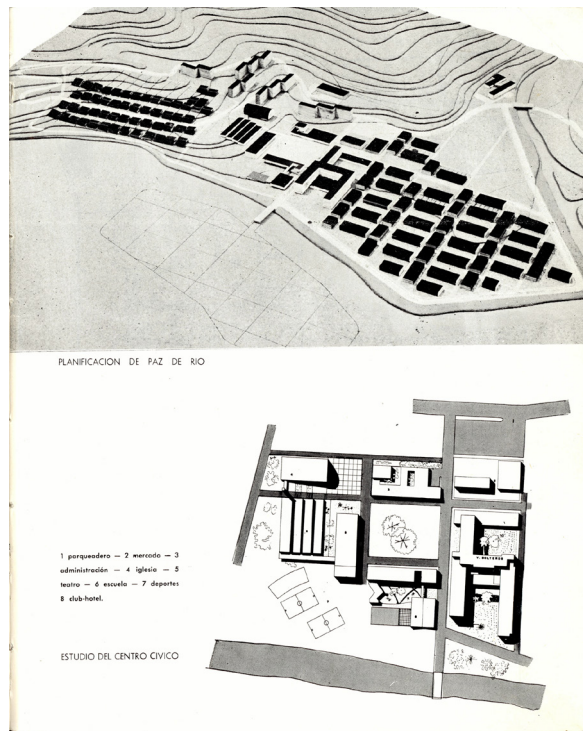 PLANIFICACION DE PAZ DE RIO
1 parqueadero — 2 mercado — 3
administración — 4 iglesia — 5
teatro — 6 escuela — 7 deportes
8 club-hotel.
ESTUDIO DEL CENTRO CIVICO